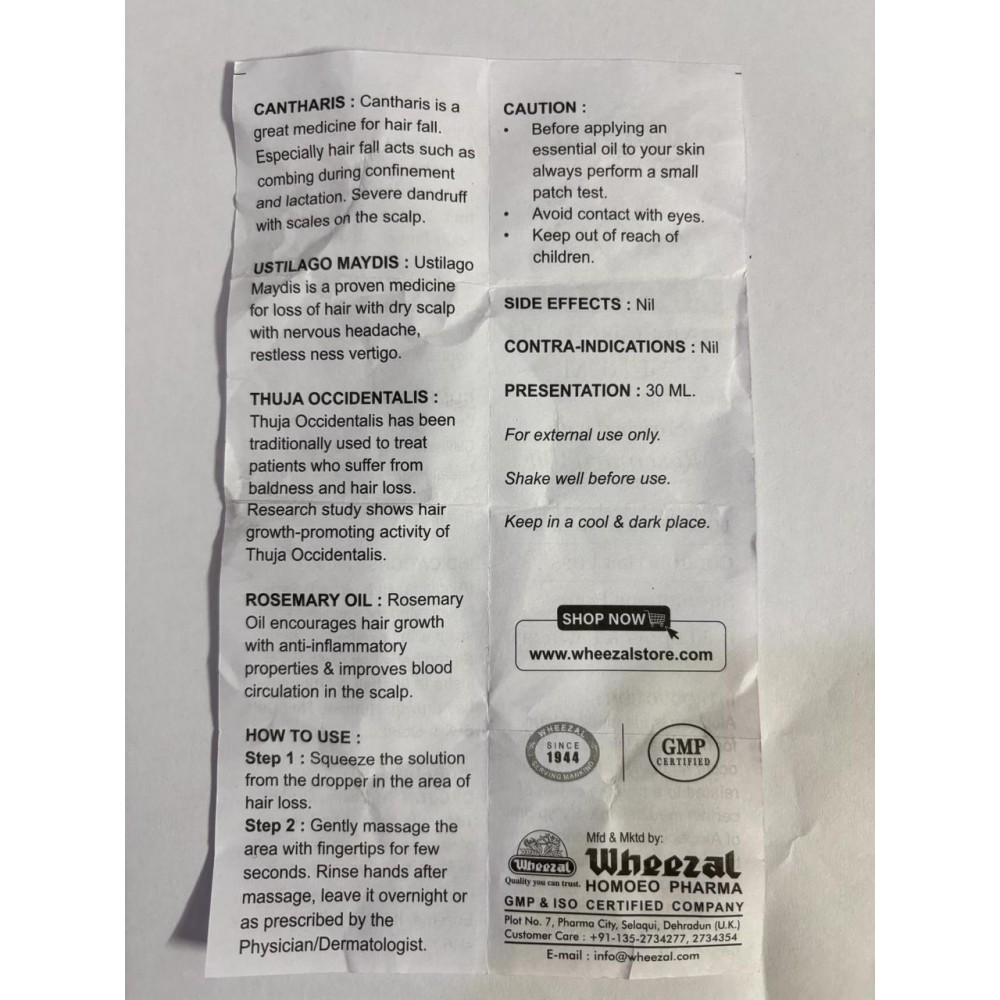 CANTHARIS : Cantharis is a
great medicine for hair fall.
Especially hair fall acts such as
combing during confinement
and lactation. Severe dandruff
with scales on the scalp.
USTILAGO MAYDIS : Ustilago
Maydis is a proven medicine
for loss of hair with dry scalp
with nervous headache,
restless ness vertigo.
THUJA OCCIDENTALIS :
Thuja Occidentalis has been
traditionally used to treat
patients who suffer from
baldness and hair loss.
Research study shows hair
growth-promoting activity of
Thuja Occidentalis.
ROSEMARY OIL : Rosemary
Oil encourages hair growth
with anti-inflammatory
properties & improves blood
circulation in the scalp.
HOW TO USE :
Step 1 : Squeeze the solution
from the dropper in the area of
hair loss.
Step 2 : Gently massage the
area with fingertips for few
seconds. Rinse hands after
massage, leave it overnight or
as prescribed by the
Physician/Dermatologist.
CAUTION :
• Before applying an
essential oil to your skin
always perform a small
patch test.
• Avoid contact with eyes.
• Keep out of reach of
children.
SIDE EFFECTS : Nil
CONTRA-INDICATIONS : Nil
PRESENTATION : 30 ML.
For external use only.
Shake well before use.
Keep in a cool & dark place.
SHOP NOW
www.wheezalstore.com
WHEEZAL
SINCE
1944
SERVING MANKIND
GMP
CERTIFIED
Mfd & Mktd by:
Wheezal
Wheezal
Quality you can trust.
HOMOEO PHARMA
GMP & ISO CERTIFIED COMPANY
Plot No. 7, Pharma City, Selaqui, Dehradun (U.K.)
Customer Care : +91-135-2734277, 2734354
E-mail : info@wheezal.com